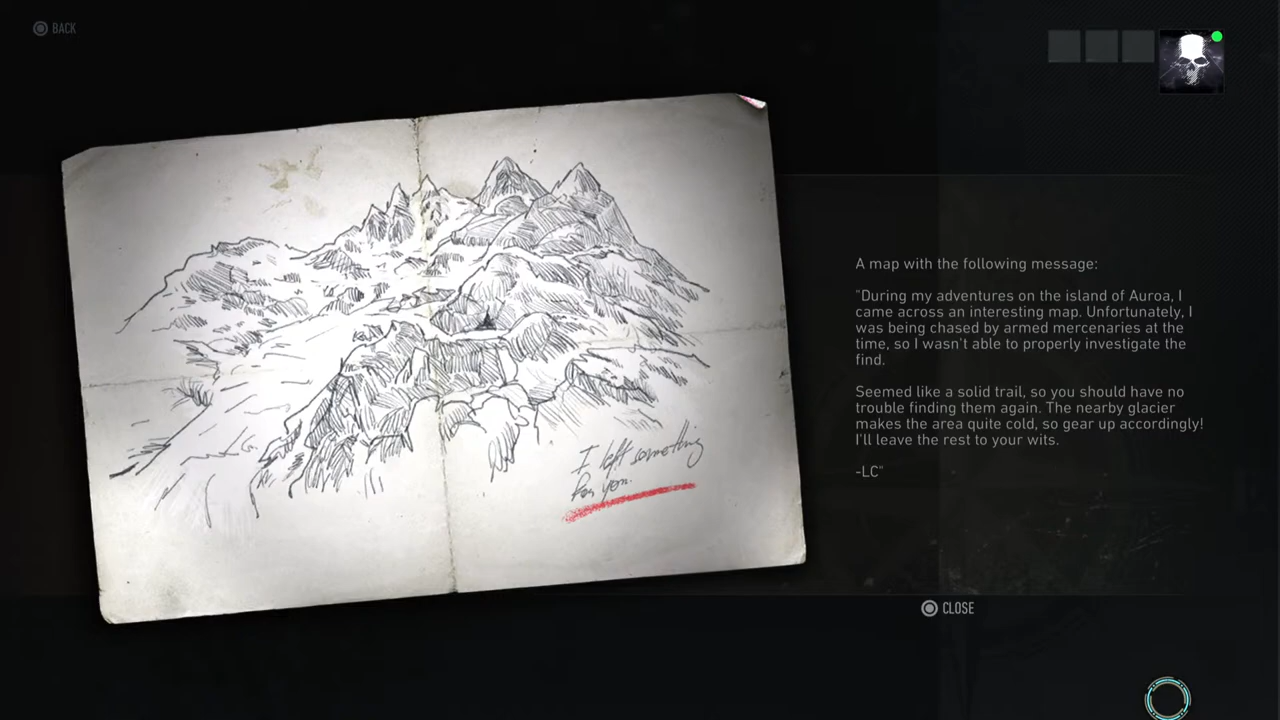 BACK
I left something
for you.
A map with the following message:
"During my adventures on the island of Auroa, I
came across an interesting map. Unfortunately, I
was being chased by armed mercenaries at the
time, so I wasn't able to properly investigate the
find.
Seemed like a solid trail, so you should have no
trouble finding them again. The nearby glacier
makes the area quite cold, so gear up accordingly!
I'll leave the rest to your wits.
-LC"
CLOSE